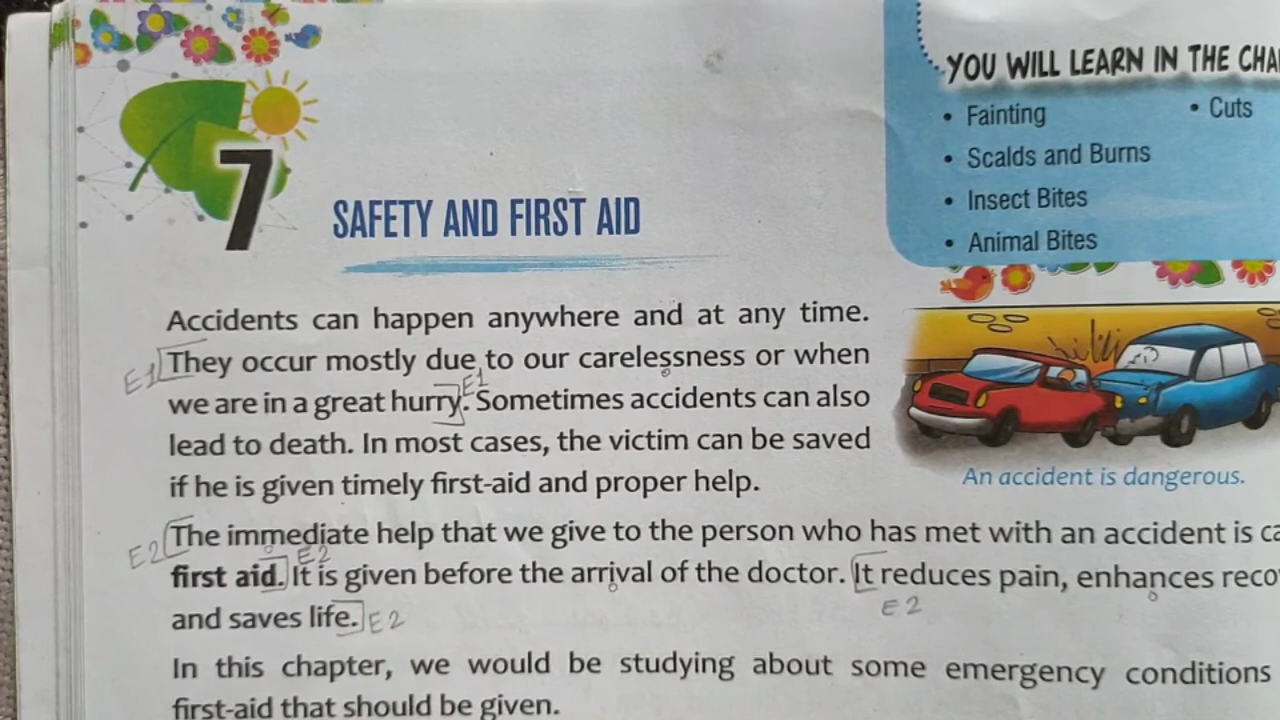 YOU WILL LEARN IN THE
• Fainting
• Cuts
• Scalds and Burns
• Insect Bites
• Animal Bites
7
SAFETY AND FIRST AID
Accidents can happen anywhere and at any time.
E1 They occur mostly due to our carelessness or when
E1
we are in a great hurry. Sometimes accidents can also
lead to death. In most cases, the victim can be saved
if he is given timely first-aid and proper help.
An accident is dangerous.
E2 The immediate help that we give to the person who has met with an accident is
E2
first aid. It is given before the arrival of the doctor. It reduces pain, enhances
E2
and saves life. E2
In this chapter, we would be studying about some emergency conditions
first-aid that should be given.